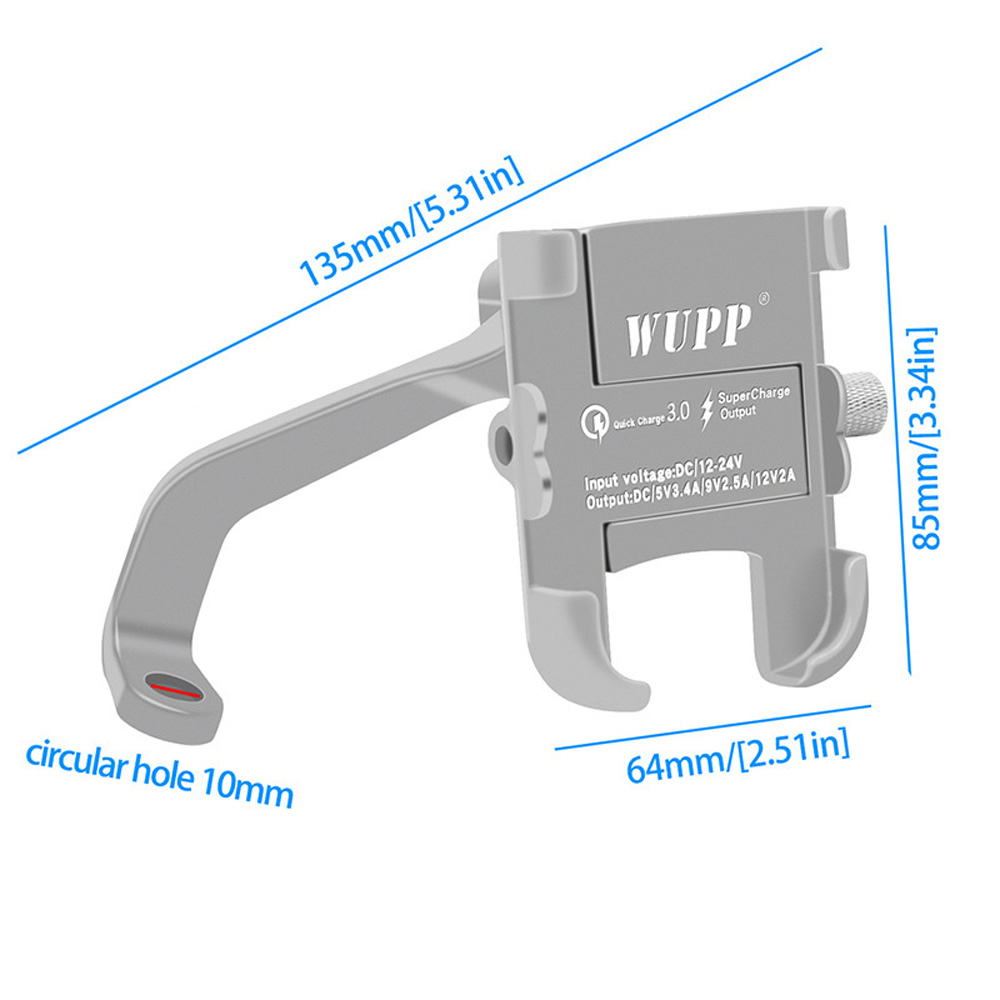 135mm/[5.31in]
WUPP®
Quick Charge 3.0
SuperCharge
Output
Input voltage:DC/12-24V
Output:DC/5V3.4A/9V2.5A/12V2A
85mm/[3.34in]
64mm/[2.51in]
circular hole 10mm